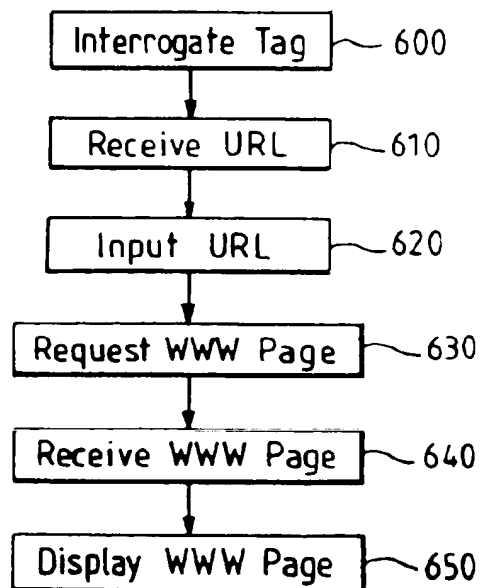 Interrogate Tag 600
Receive URL 610
Input URL 620
Request WWW Page 630
Receive WWW Page 640
Display WWW Page 650